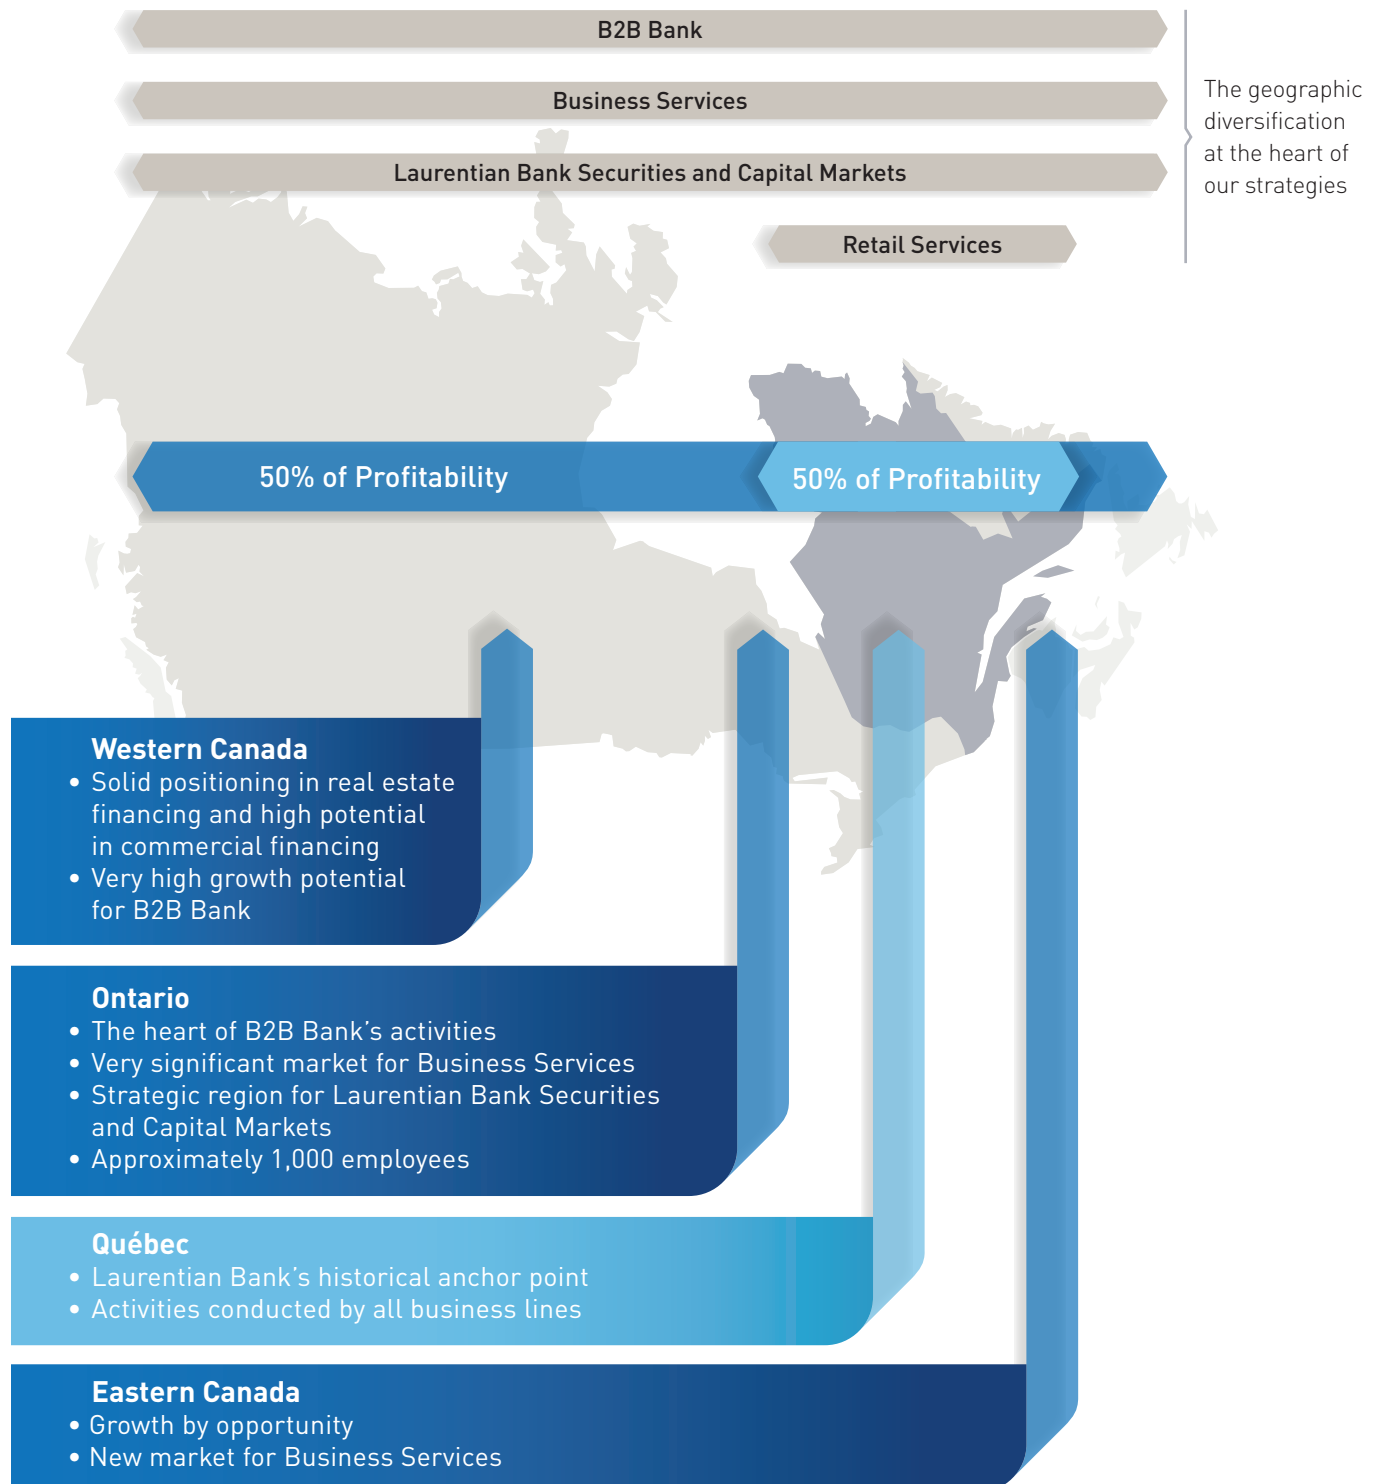 B2B Bank
Business Services
Laurentian Bank Securities and Capital Markets
Retail Services
The geographic
diversification
at the heart of
our strategies
50% of Profitability
50% of Profitability
Western Canada
• Solid positioning in real estate
financing and high potential
in commercial financing
• Very high growth potential
for B2B Bank
Ontario
• The heart of B2B Bank’s activities
• Very significant market for Business Services
• Strategic region for Laurentian Bank Securities
and Capital Markets
• Approximately 1,000 employees
Québec
• Laurentian Bank’s historical anchor point
• Activities conducted by all business lines
Eastern Canada
• Growth by opportunity
• New market for Business Services